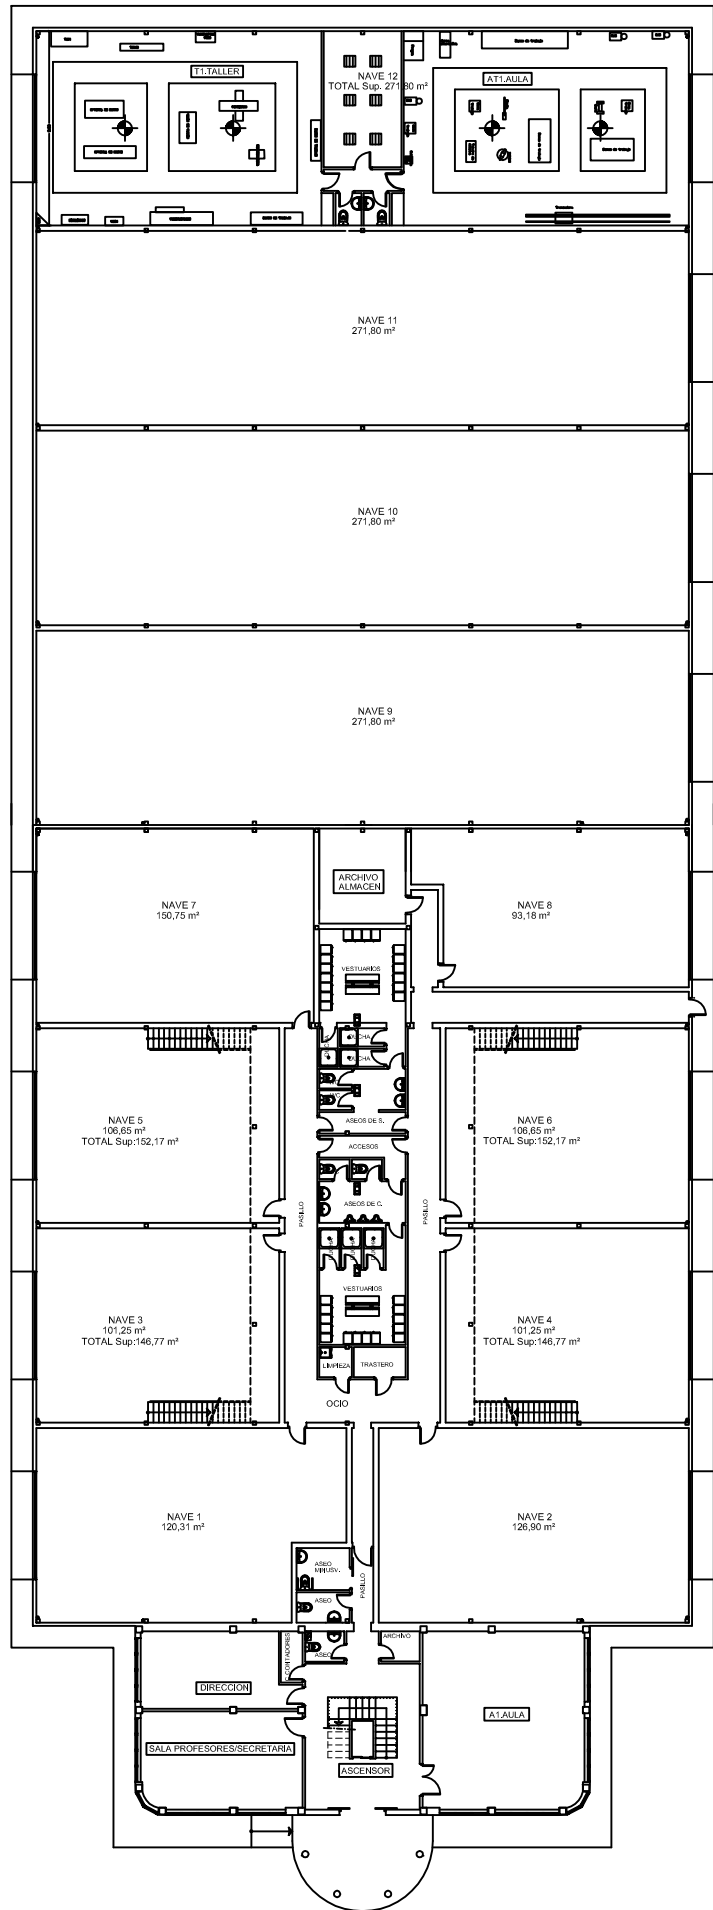 T1.TALLER
NAVE 12
TOTAL Sup. 271,80 m²
AT1.AULA
NAVE 11
271,80 m²
NAVE 10
271,80 m²
NAVE 9
271,80 m²
ARCHIVO
ALMACEN
NAVE 7
150,75 m²
NAVE 8
93,18 m²
VESTUARIOS
DUCHA
DUCHA
ASEOS DE S.
NAVE 5
106,65 m²
TOTAL Sup:152,17 m²
NAVE 6
106,65 m²
TOTAL Sup:152,17 m²
ACCESOS
ASEOS DE C.
PASILLO
PASILLO
VESTUARIOS
NAVE 3
101,25 m²
TOTAL Sup:146,77 m²
NAVE 4
101,25 m²
TOTAL Sup:146,77 m²
LIMPIEZA
TRASTERO
OCIO
NAVE 1
120,31 m²
NAVE 2
126,90 m²
ASEO
MINUSV.
PASILLO
ASEO
ASEO
ARCHIVO
C.CONTADORES
DIRECCION
A1.AULA
SALA PROFESORES/SECRETARIA
ASCENSOR